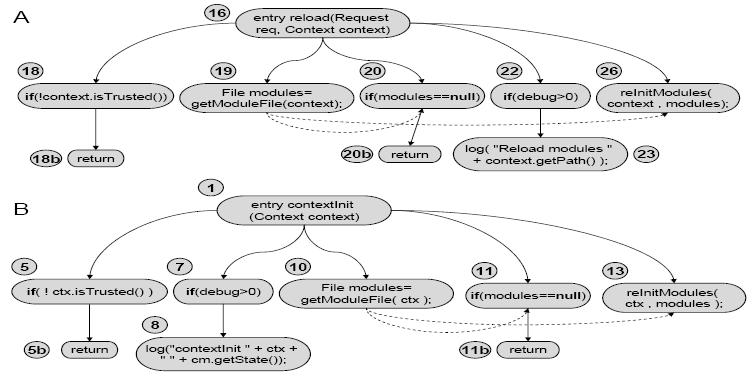 A
16
entry reload(Request
req, Context context)
18
19
20
22
26
if(!context.isTrusted())
File modules=
getModuleFile(context);
if(modules==null)
if(debug>0)
reInitModules(
context , modules);
18b
return
20b
return
log( "Reload modules "
+ context.getPath() );
23
B
1
entry contextInit
(Context context)
5
7
10
11
13
if( ! ctx.isTrusted() )
if(debug>0)
File modules=
getModuleFile( ctx );
if(modules==null)
reInitModules(
ctx , modules );
8
5b
return
log("contextInit " + ctx +
" " + cm.getState());
11b
return